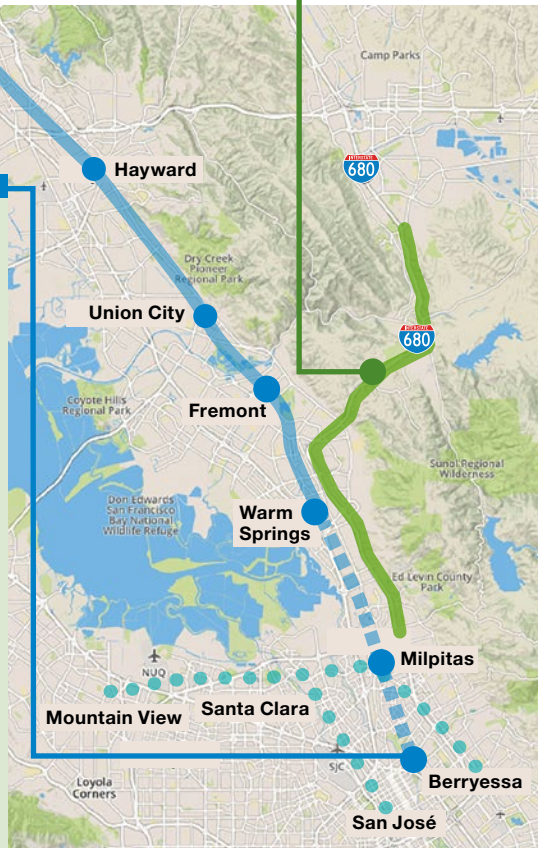 Camp Parks
INTERSTATE
680
Hayward
Dry Creek
Pioneer
Regional Park
Union City
INTERSTATE
680
Fremont
Coyote Hills
Regional Park
Sunol Regional
Wilderness
Don Edwards
San Francisco
Bay National
Wildlife Refuge
Warm
Springs
Ed Levin County
Park
Milpitas
NUQ
Mountain View
Santa Clara
SJC
Berryessa
Loyola
Corners
San José